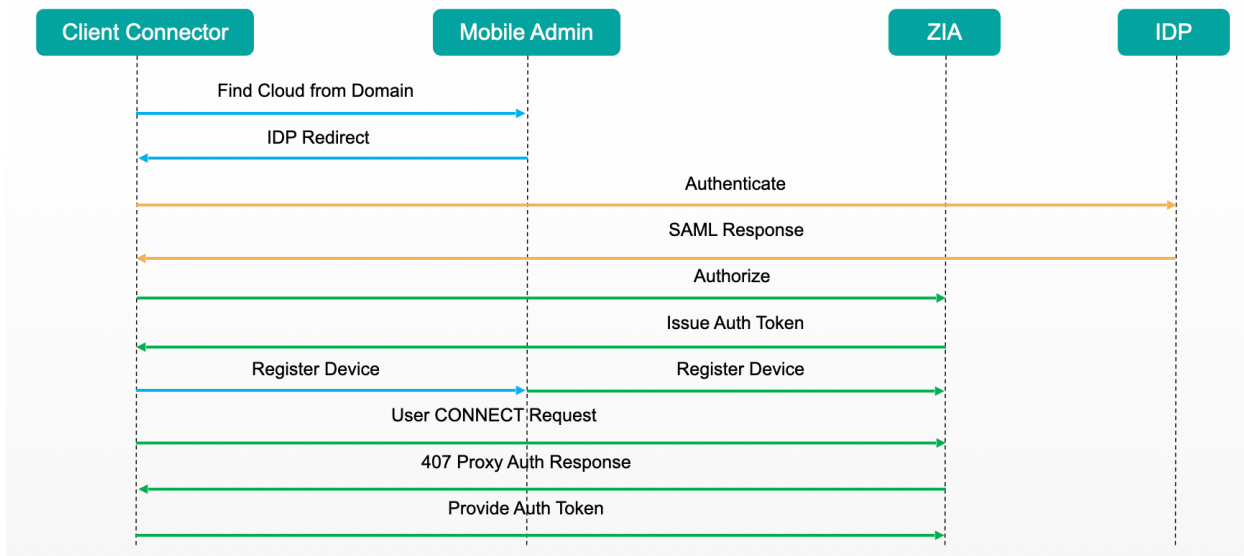 Client Connector
Mobile Admin
ZIA
IDP
Find Cloud from Domain
IDP Redirect
Authenticate
SAML Response
Authorize
Issue Auth Token
Register Device
Register Device
User CONNECT Request
407 Proxy Auth Response
Provide Auth Token